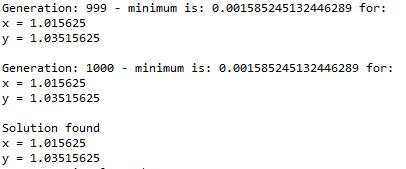 Generation: 999 - minimum is: 0.001585245132446289 for:
x = 1.015625
y = 1.03515625
Generation: 1000 - minimum is: 0.001585245132446289 for:
x = 1.015625
y = 1.03515625
Solution found
x = 1.015625
y = 1.03515625